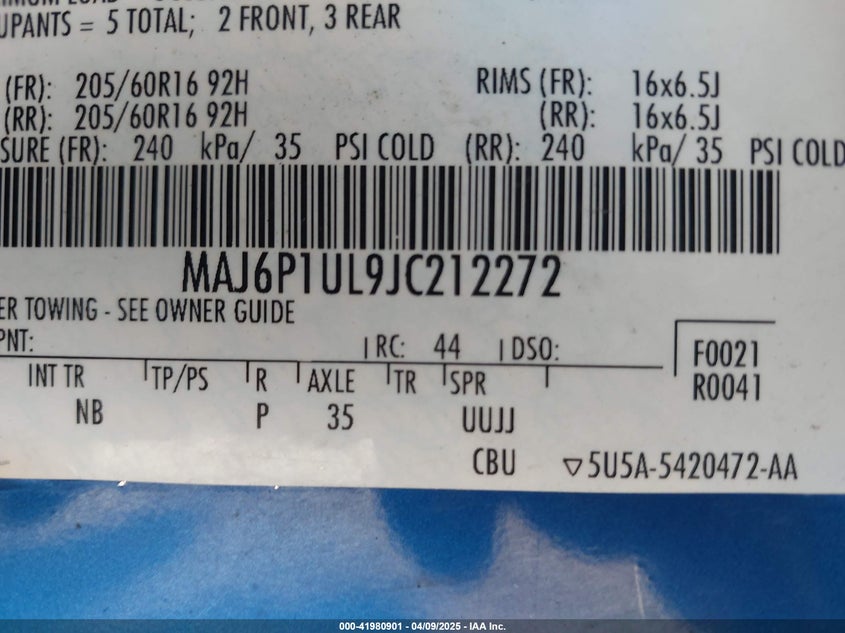 UPANTS = 5 TOTAL; 2 FRONT, 3 REAR
(FR): 205/60R16 92H RIMS (FR): 16x6.5J
(RR): 205/60R16 92H (RR): 16x6.5J
SURE (FR): 240 kPa/ 35 PSI COLD (RR): 240 kPa/ 35 PSI COLD
MAJ6P1UL9JC212272
ER TOWING - SEE OWNER GUIDE
PNT: RC: 44 DSO:
F0021
R0041
INT TR TP/PS R AXLE TR SPR
NB P 35 UUJJ
CBU ▽5U5A-5420472-AA
000-41980901 - 04/09/2025 - IAA Inc.